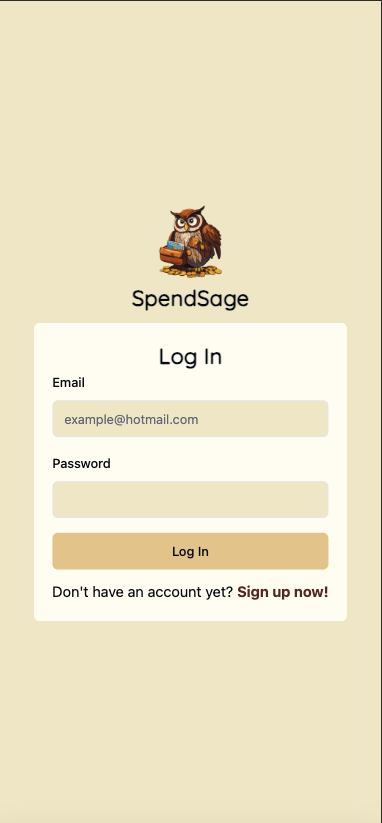 SpendSage
Log In
Email
example@hotmail.com
Password
Log In
Don't have an account yet? Sign up now!